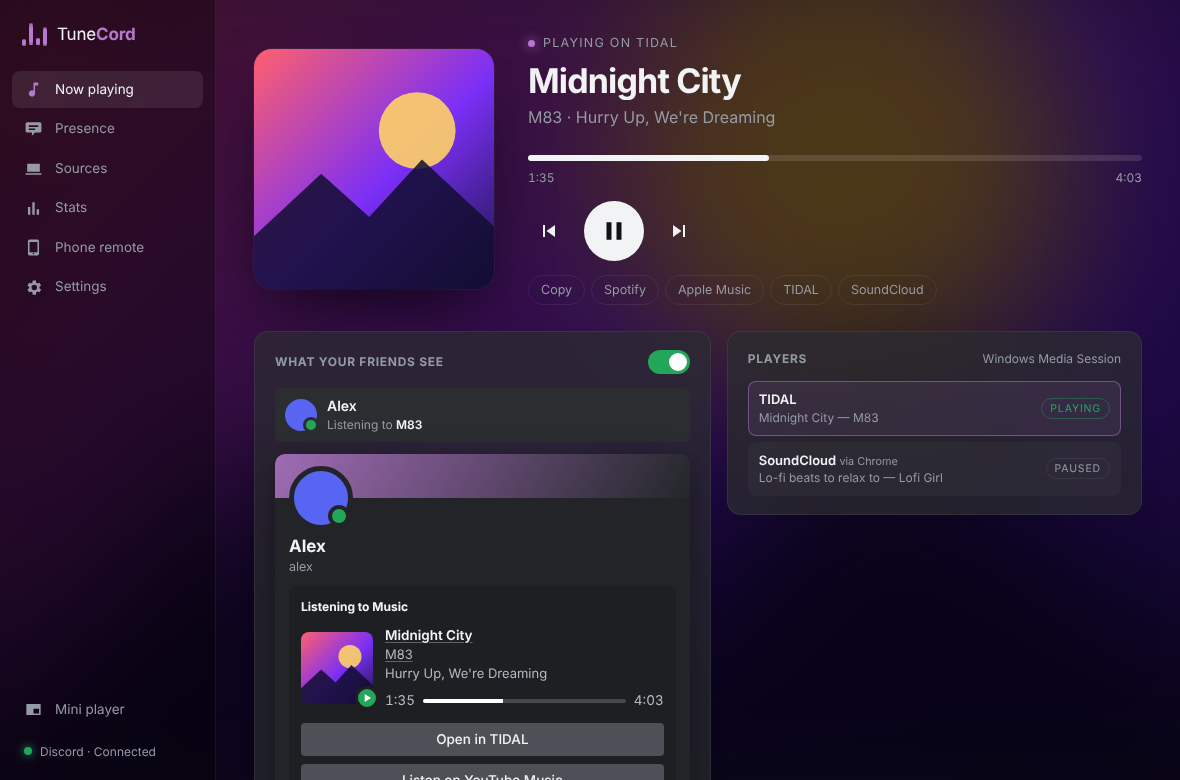 TuneCord
Now playing
Presence
Sources
Stats
Phone remote
Settings
Mini player
Discord · Connected
PLAYING ON TIDAL
Midnight City
M83 · Hurry Up, We're Dreaming
1:35 4:03
Copy Spotify Apple Music TIDAL SoundCloud
WHAT YOUR FRIENDS SEE
Alex
Listening to M83
Alex
alex
Listening to Music
Midnight City
M83
Hurry Up, We're Dreaming
1:35 4:03
Open in TIDAL
Listen on YouTube Music
PLAYERS Windows Media Session
TIDAL
Midnight City — M83
PLAYING
SoundCloud via Chrome
Lo-fi beats to relax to — Lofi Girl
PAUSED